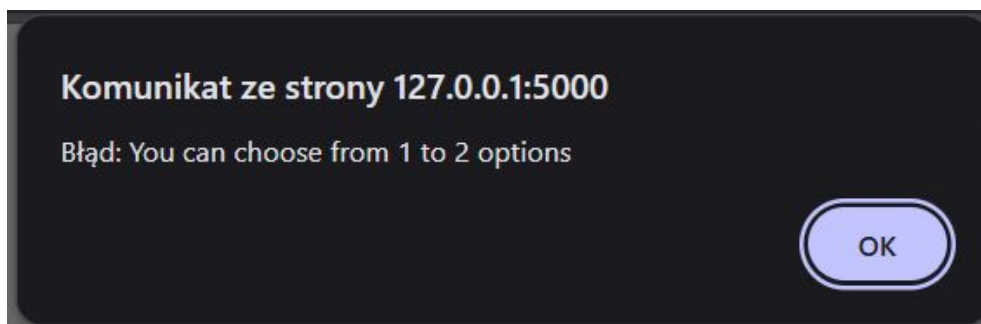 Komunikat ze strony 127.0.0.1:5000
Błąd: You can choose from 1 to 2 options
OK